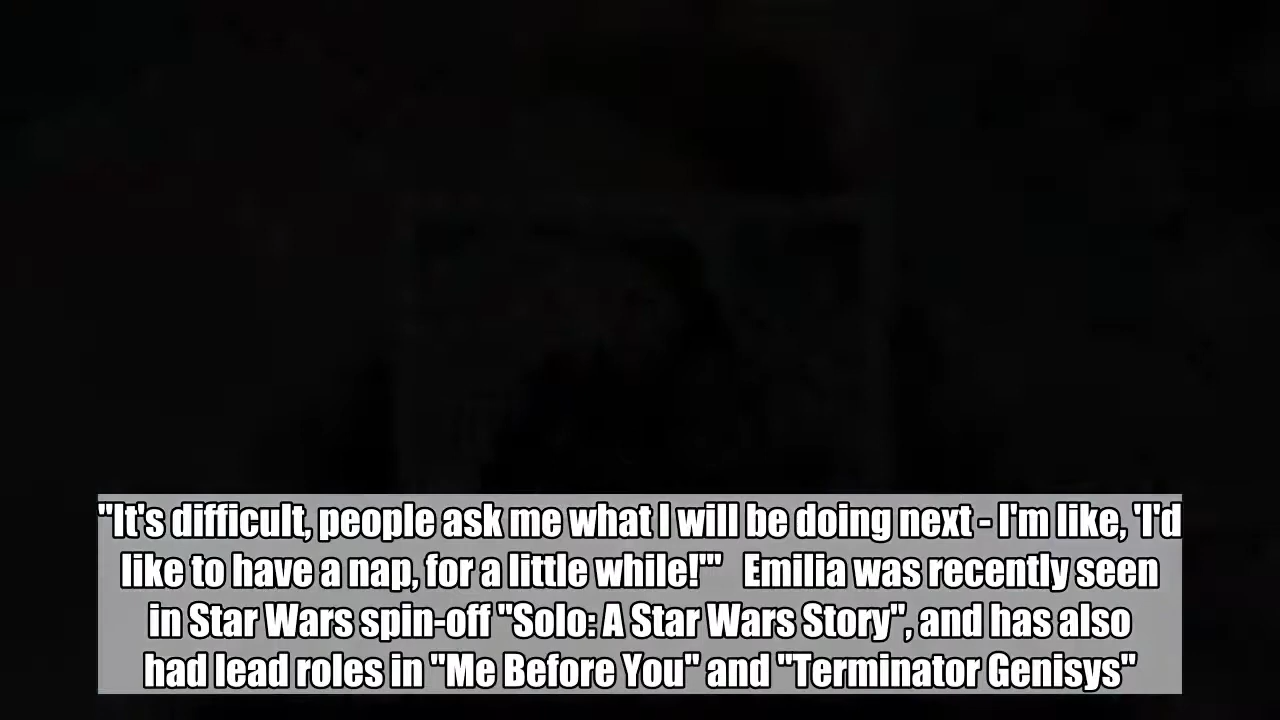 "It's difficult, people ask me what I will be doing next - I'm like, 'I'd
like to have a nap, for a little while!'"   Emilia was recently seen
in Star Wars spin-off "Solo: A Star Wars Story", and has also
had lead roles in "Me Before You" and "Terminator Genisys"